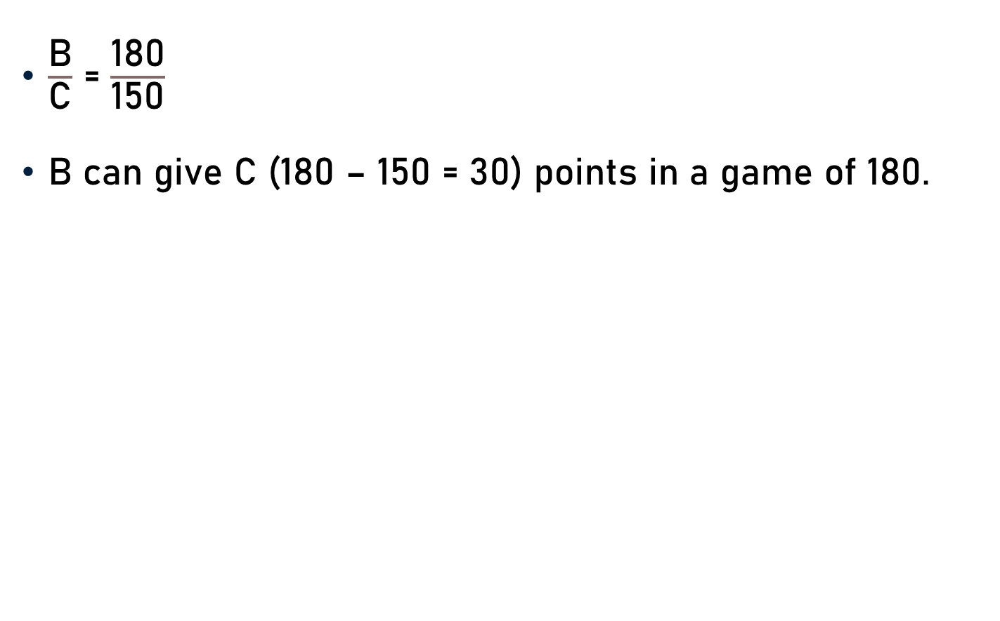 • B/C = 180/150
• B can give C (180 – 150 = 30) points in a game of 180.